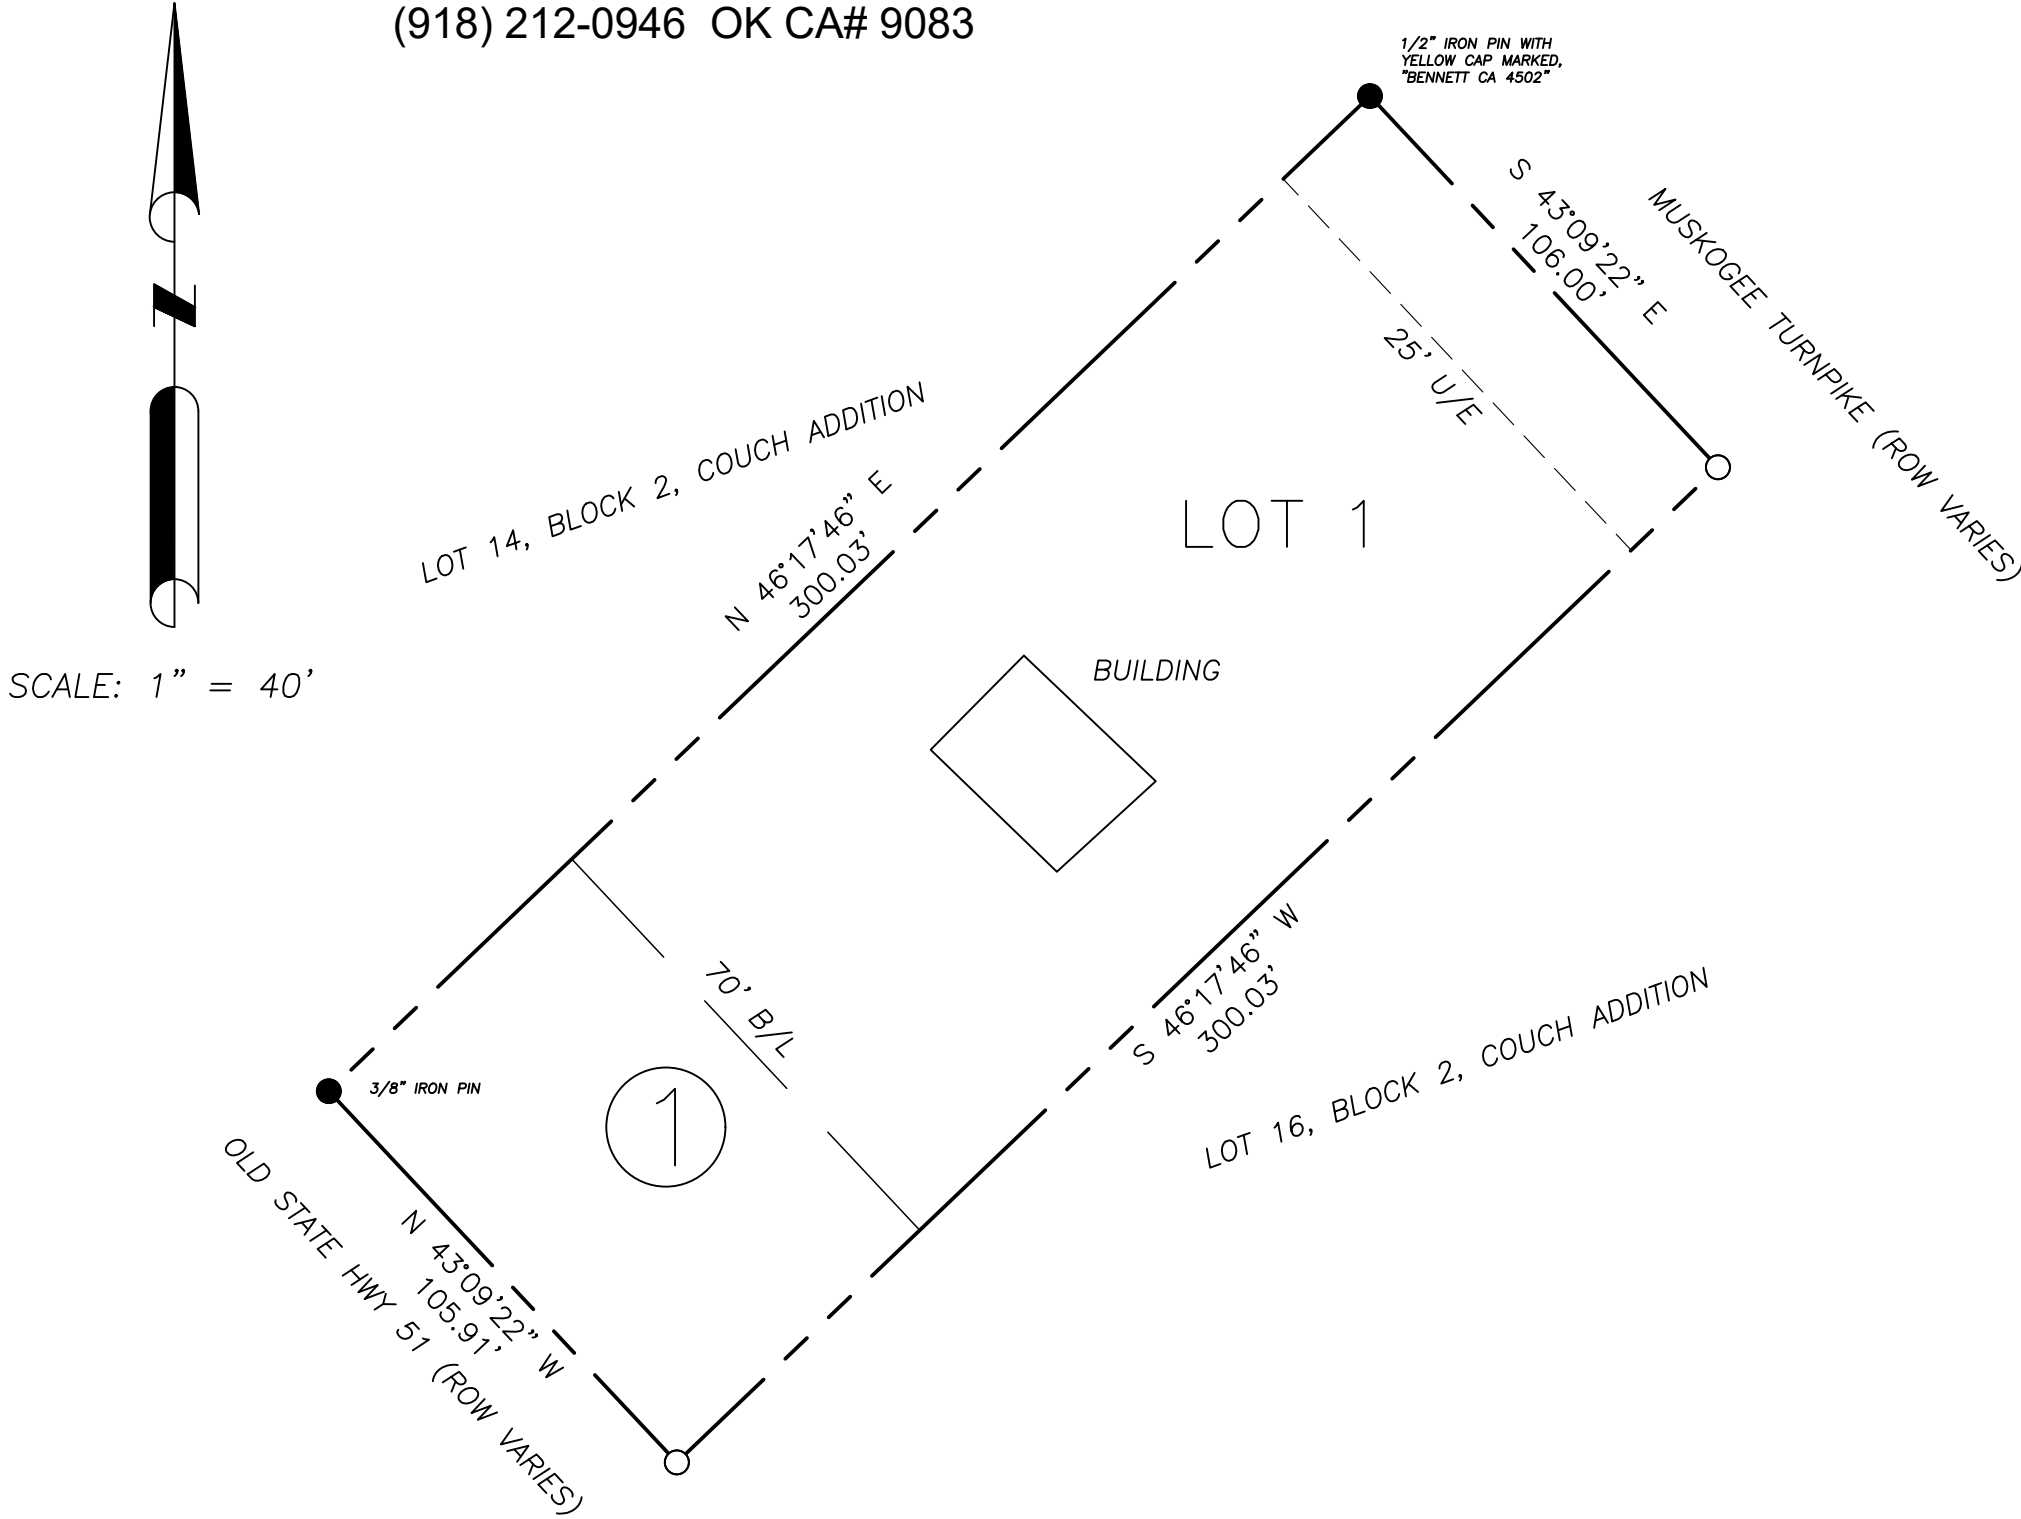 (918) 212-0946  OK CA# 9083
1/2" IRON PIN WITH
YELLOW CAP MARKED,
"BENNETT CA 4502"
S 43°09'22" E
106.00'
MUSKOGEE TURNPIKE (ROW VARIES)
25' U/E
N
LOT 14, BLOCK 2, COUCH ADDITION
N 46°17'46" E
300.03'
LOT 1
SCALE: 1" = 40'
BUILDING
S 46°17'46" W
300.03'
70' B/L
LOT 16, BLOCK 2, COUCH ADDITION
3/8" IRON PIN
1
OLD STATE HWY 51 (ROW VARIES)
N 43°09'22" W
105.91'